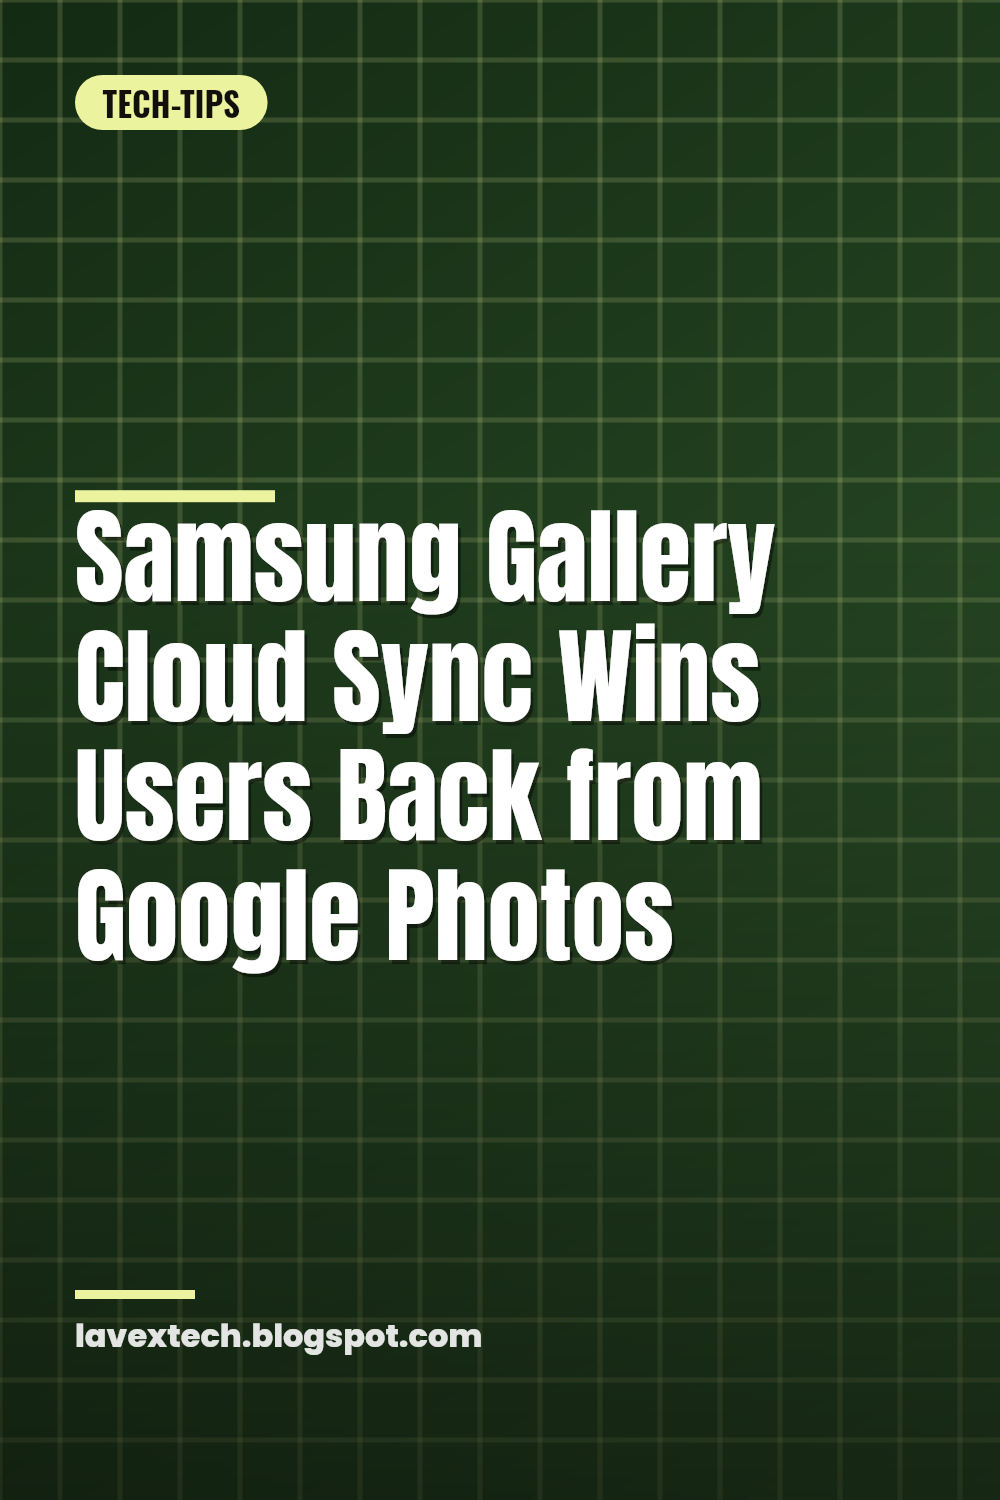 TECH-TIPS
Samsung Gallery
Cloud Sync Wins
Users Back from
Google Photos
lavextech.blogspot.com